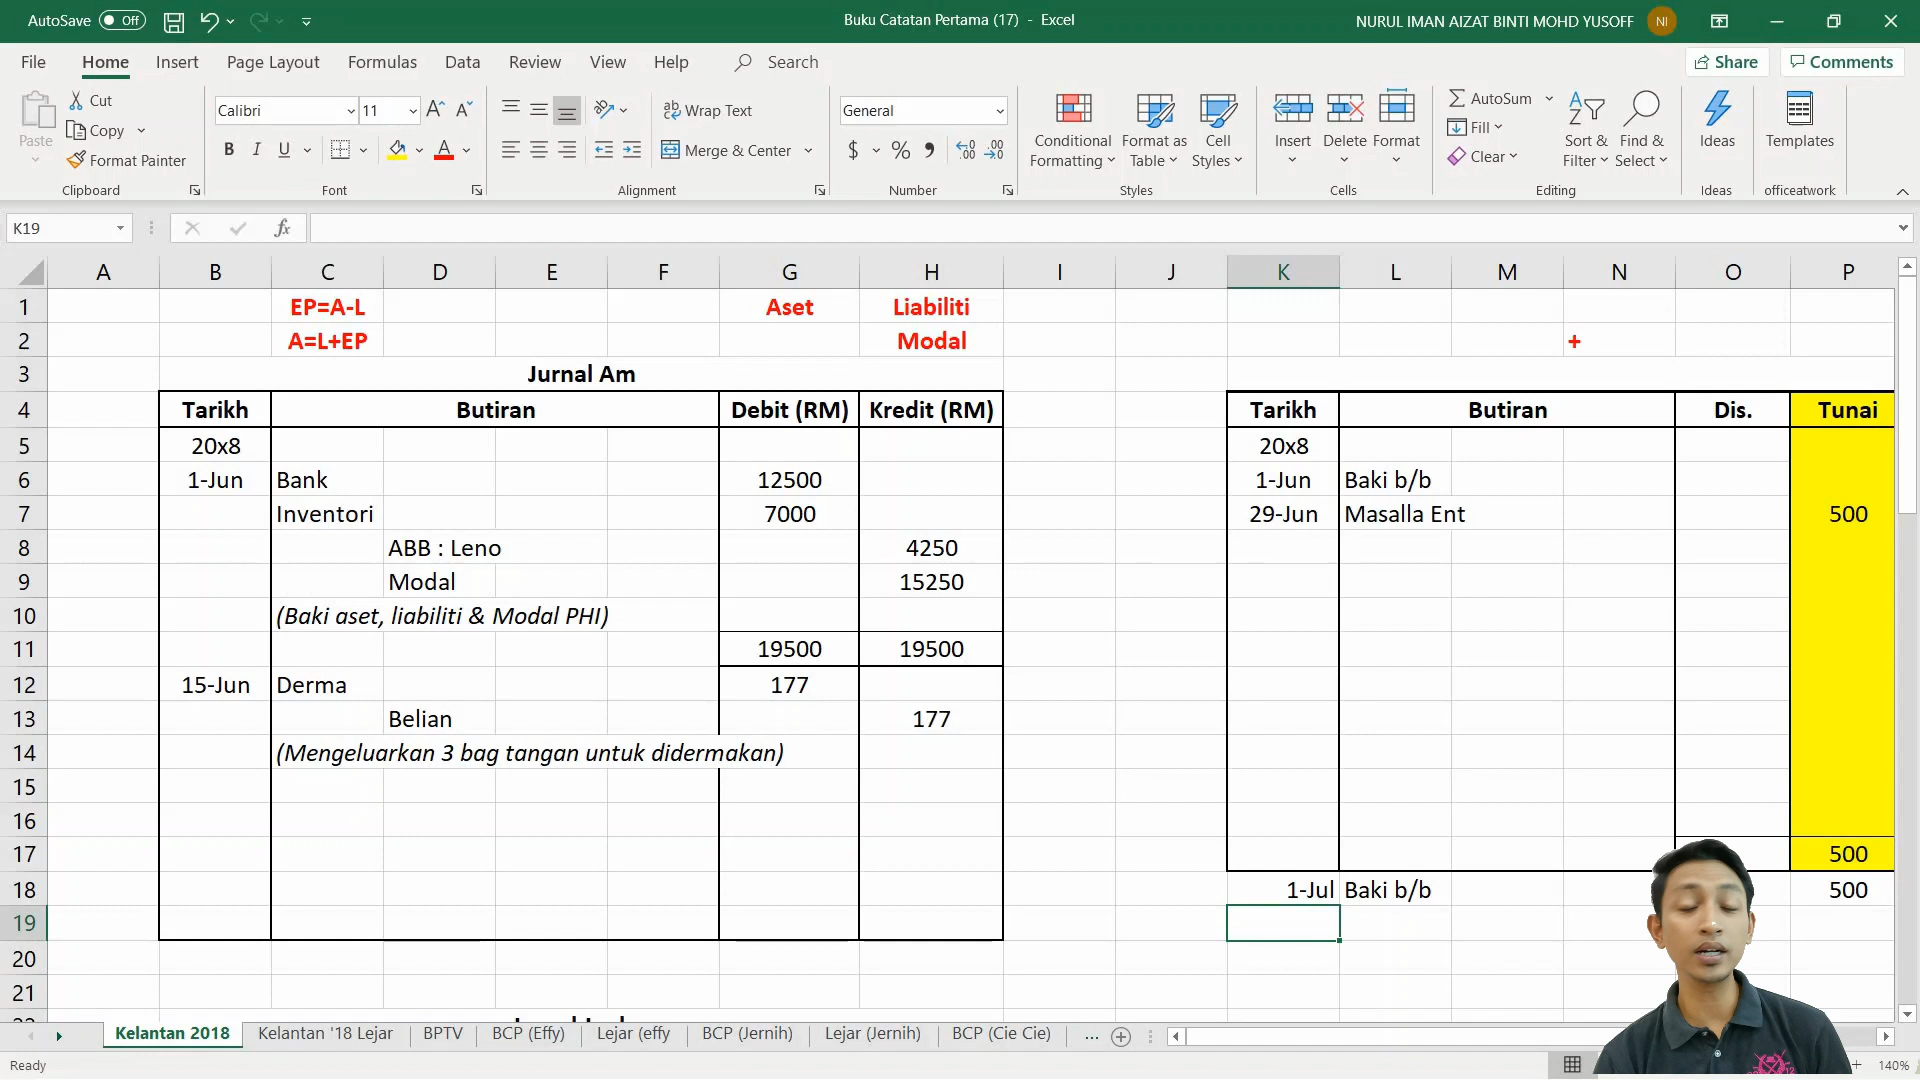 AutoSave Off
Buku Catatan Pertama (17) - Excel
NURUL IMAN AIZAT BINTI MOHD YUSOFF NI
File Home Insert Page Layout Formulas Data Review View Help Search
Share Comments
Paste
Cut
Copy
Format Painter
Clipboard
Calibri 11
B I U
Font
Wrap Text
Merge & Center
Alignment
General
$ % ,
Number
Conditional Formatting
Format as Table
Cell Styles
Styles
Insert Delete Format
Cells
AutoSum
Fill
Clear
Sort & Filter
Find & Select
Editing
Ideas
Ideas
Templates
officeatwork
K19 fx
A B C D E F G H I J K L M N O P
1 EP=A-L Aset Liabiliti
2 A=L+EP Modal +
3 Jurnal Am
4 Tarikh Butiran Debit (RM) Kredit (RM) Tarikh Butiran Dis. Tunai
5 20x8 20x8
6 1-Jun Bank 12500 1-Jun Baki b/b
7 Inventori 7000 29-Jun Masalla Ent 500
8 ABB : Leno 4250
9 Modal 15250
10 (Baki aset, liabiliti & Modal PHI)
11 19500 19500
12 15-Jun Derma 177
13 Belian 177
14 (Mengeluarkan 3 bag tangan untuk didermakan)
15
16
17 500
18 1-Jul Baki b/b 500
19
20
21
Kelantan 2018 Kelantan '18 Lejar BPTV BCP (Effy) Lejar (effy BCP (Jernih) Lejar (Jernih) BCP (Cie Cie) ...
Ready 140%